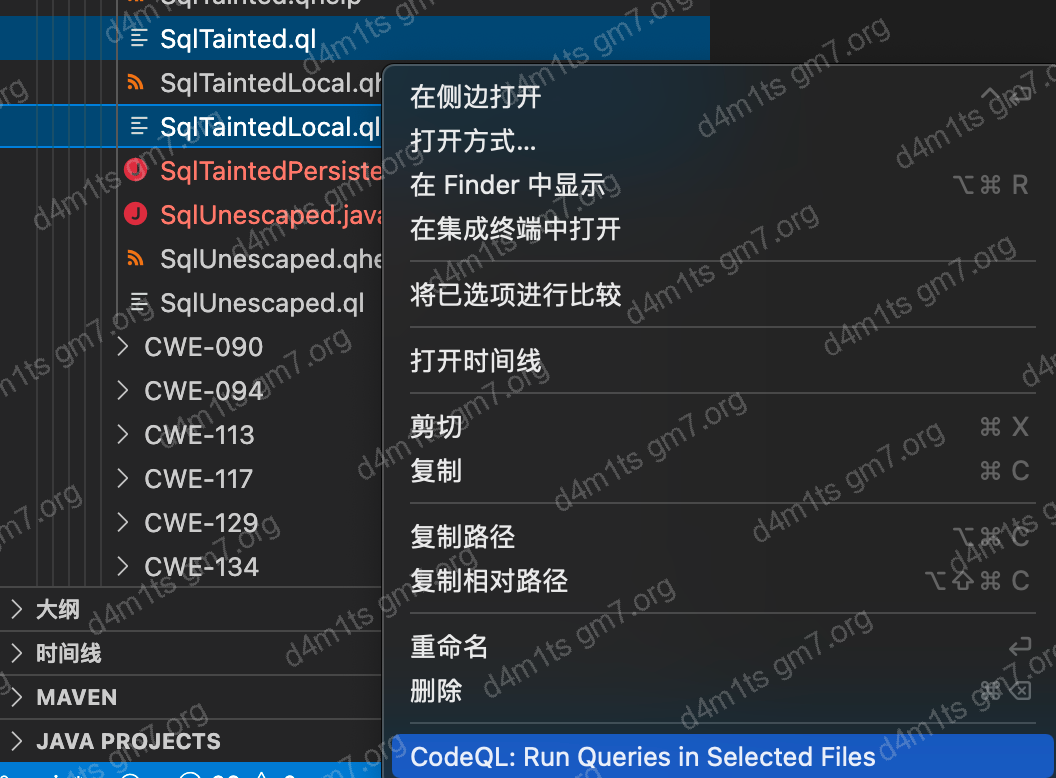 SqlTainted.qhelp
SqlTainted.ql
SqlTaintedLocal.qh
SqlTaintedLocal.ql
SqlTaintedPersiste
SqlUnescaped.java
SqlUnescaped.qhe
SqlUnescaped.ql
CWE-090
CWE-094
CWE-113
CWE-117
CWE-129
CWE-134
大纲
时间线
MAVEN
JAVA PROJECTS
在侧边打开 ^↩
打开方式...
在 Finder 中显示 ⌥⌘ R
在集成终端中打开
将已选项进行比较
打开时间线
剪切 ⌘ X
复制 ⌘ C
复制路径 ⌥⌘ C
复制相对路径 ⌥⇧⌘ C
重命名 ↩
删除 ⌘⌫
CodeQL: Run Queries in Selected Files
d4m1ts gm7.org